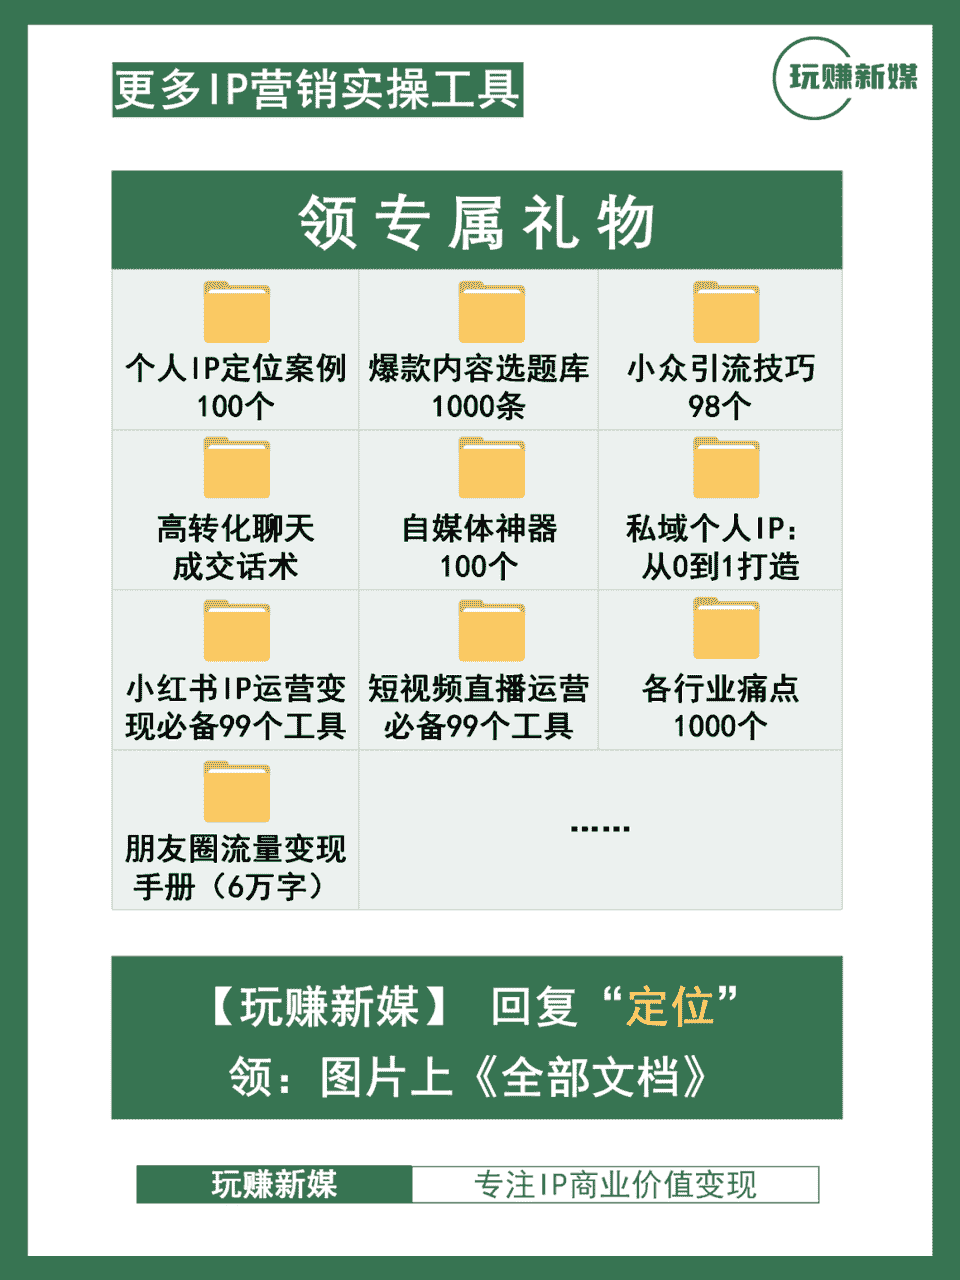 更多IP营销实操工具
玩赚新媒
领专属礼物
个人IP定位案例
100个
爆款内容选题库
1000条
小众引流技巧
98个
高转化聊天
成交话术
自媒体神器
100个
私域个人IP：
从0到1打造
小红书IP运营变
现必备99个工具
短视频直播运营
必备99个工具
各行业痛点
1000个
朋友圈流量变现
手册（6万字）
……
【玩赚新媒】 回复“定位”
领：图片上《全部文档》
玩赚新媒
专注IP商业价值变现